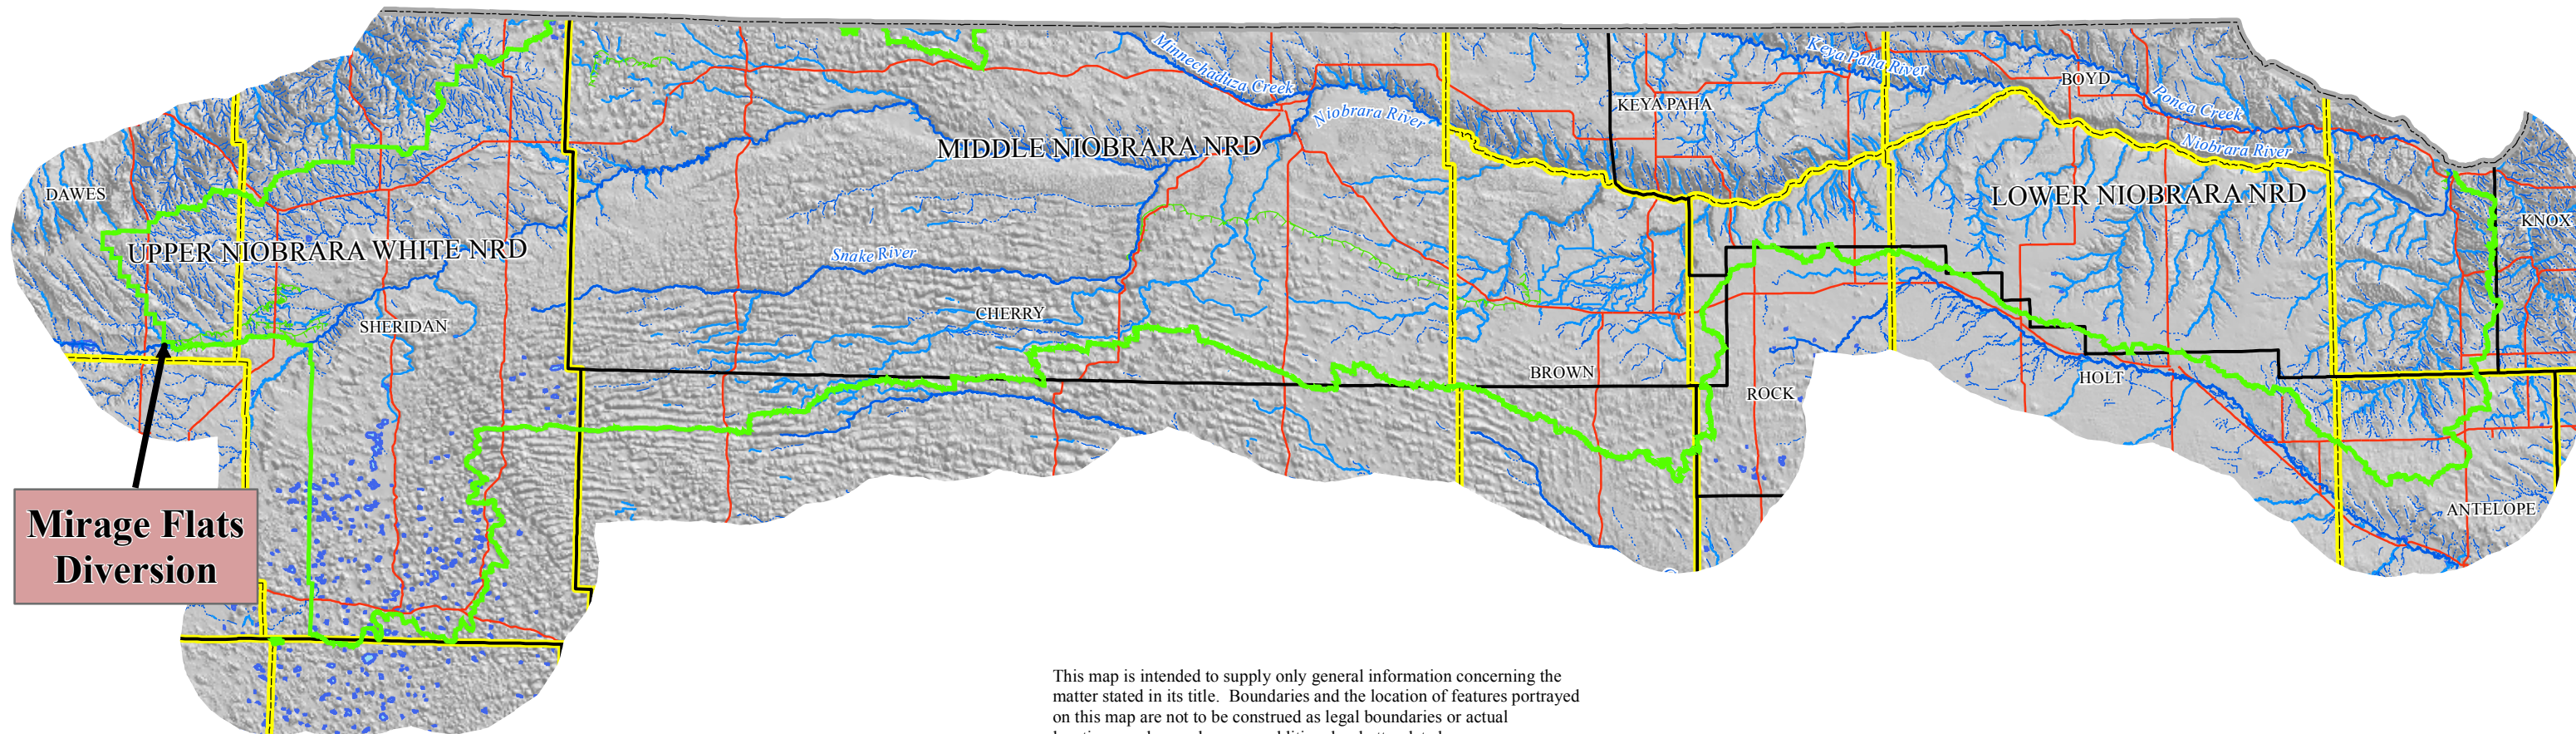 Minnechaduza Creek
Keya Paha River
BOYD
KEYA PAHA
Ponca Creek
Niobrara River
MIDDLE NIOBRARA NRD
Niobrara River
DAWES
LOWER NIOBRARA NRD
KNOX
UPPER NIOBRARA WHITE NRD
Snake River
CHERRY
SHERIDAN
BROWN
HOLT
ROCK
ANTELOPE
Mirage Flats
Diversion
This map is intended to supply only general information concerning the
matter stated in its title. Boundaries and the location of features portrayed
on this map are not to be construed as legal boundaries or actual